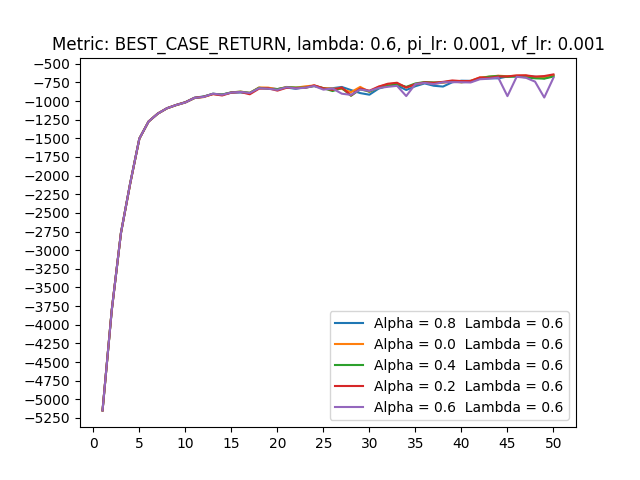 Metric: BEST_CASE_RETURN, lambda: 0.6, pi_lr: 0.001, vf_lr: 0.001
−500
−750
−1000
−1250
−1500
−1750
−2000
−2250
−2500
−2750
−3000
−3250
−3500
−3750
−4000
−4250
−4500
−4750
−5000
−5250
Alpha = 0.8 Lambda = 0.6
Alpha = 0.0 Lambda = 0.6
Alpha = 0.4 Lambda = 0.6
Alpha = 0.2 Lambda = 0.6
Alpha = 0.6 Lambda = 0.6
0 5 10 15 20 25 30 35 40 45 50